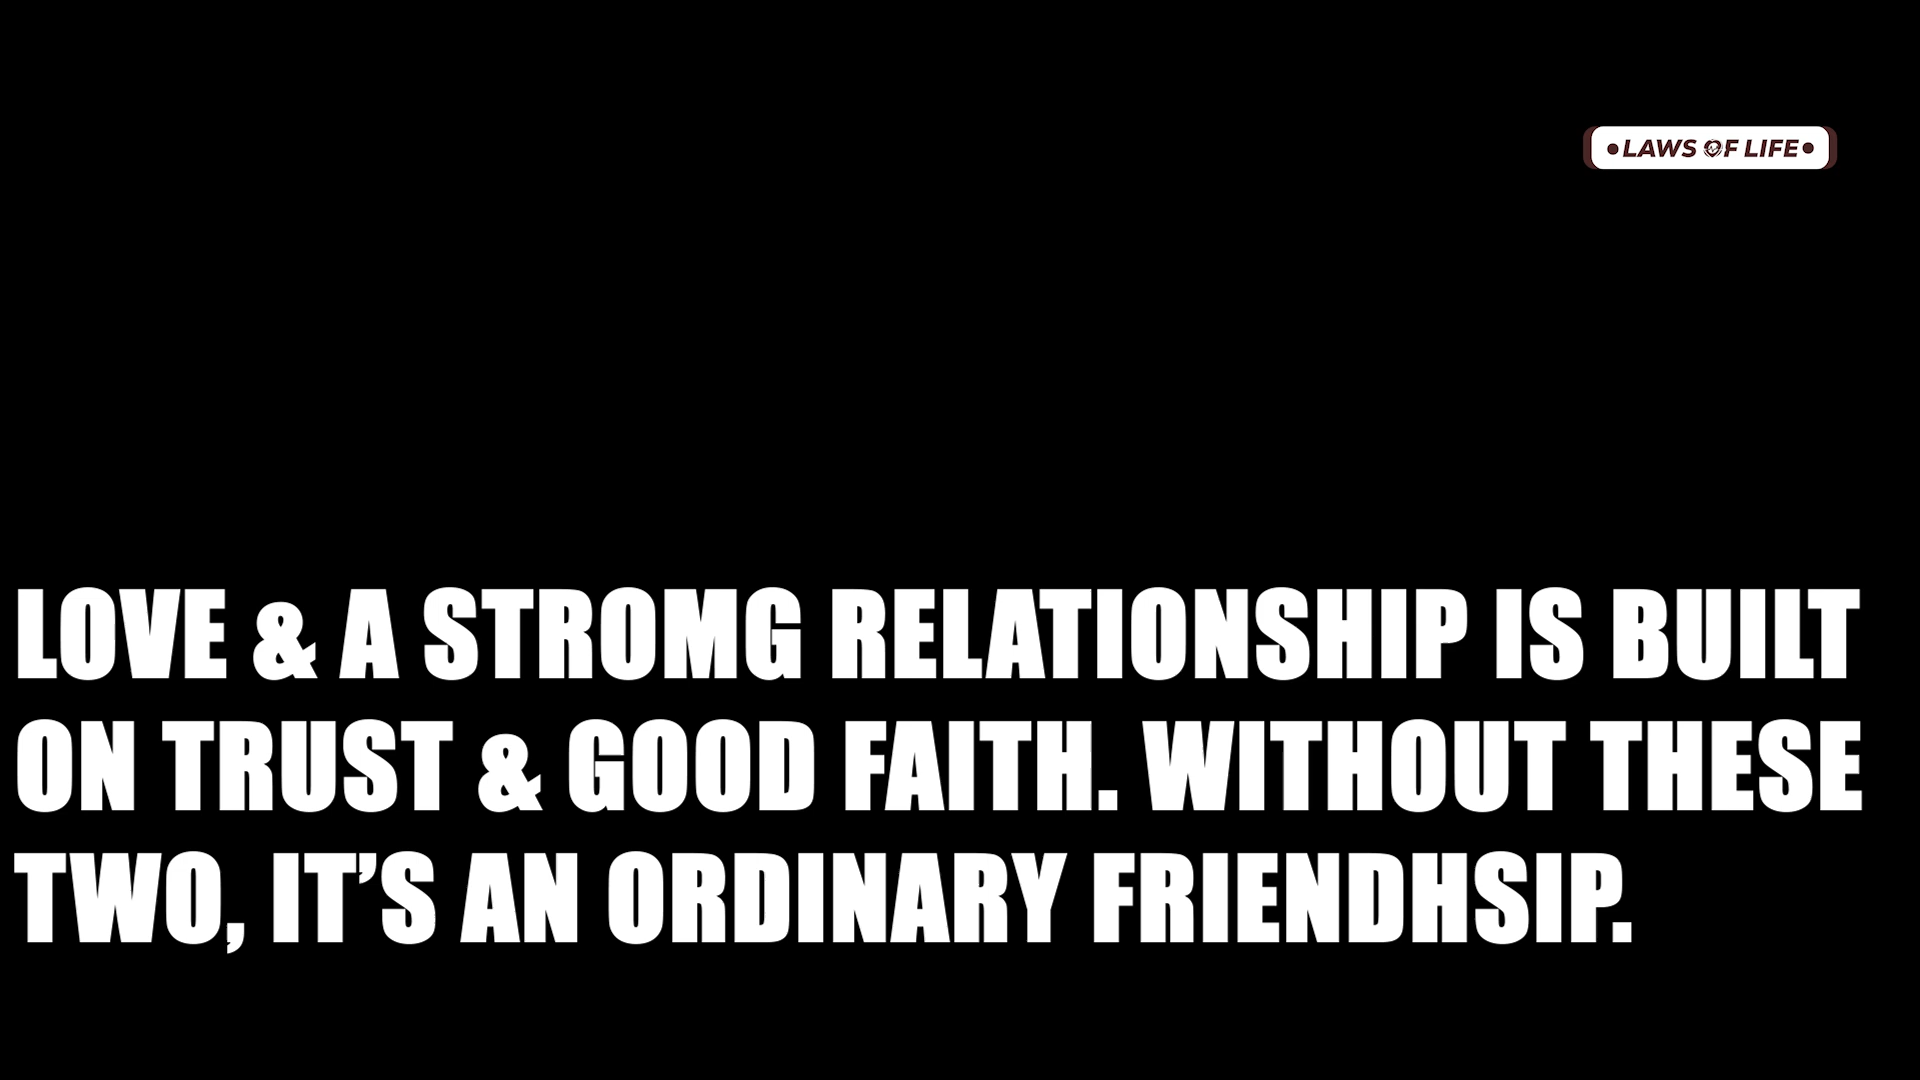 •LAWS OF LIFE•
LOVE & A STROMG RELATIONSHIP IS BUILT
ON TRUST & GOOD FAITH. WITHOUT THESE
TWO, IT’S AN ORDINARY FRIENDHSIP.